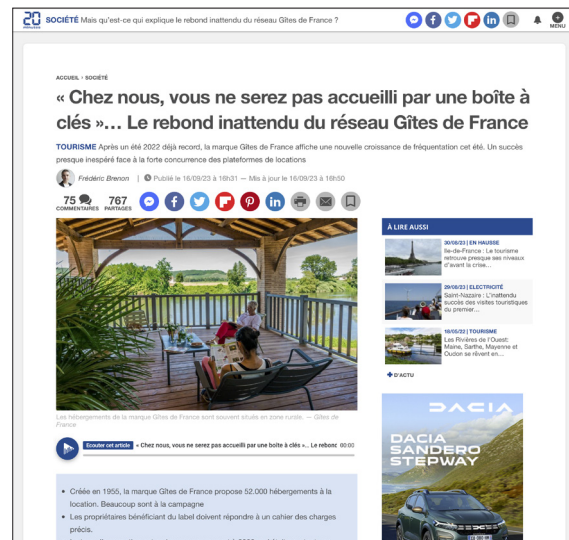 20 minutes
SOCIÉTÉ Mais qu'est-ce qui explique le rebond inattendu du réseau Gîtes de France ?
MENU
ACCUEIL > SOCIÉTÉ
« Chez nous, vous ne serez pas accueilli par une boîte à
clés »… Le rebond inattendu du réseau Gîtes de France
TOURISME Après un été 2022 déjà record, la marque Gîtes de France affiche une nouvelle croissance de fréquentation cet été. Un succès
presque inespéré face à la forte concurrence des plateformes de locations
Frédéric Brenon | Publié le 16/09/23 à 16h31 — Mis à jour le 16/09/23 à 16h50
75 767
COMMENTAIRES PARTAGES
Les hébergements de la marque Gîtes de France sont souvent situés en zone rurale. — Gites de
France
Ecouter cet article « Chez nous, vous ne serez pas accueilli par une boîte à clés »... Le rebonc 00:00
• Créée en 1955, la marque Gîtes de France propose 52.000 hébergements à la
location. Beaucoup sont à la campagne
• Les propriétaires bénéficiant du label doivent répondre à un cahier des charges
précis.
À LIRE AUSSI
30/08/23 | EN HAUSSE
Ile-de-France : Le tourisme
retrouve presque ses niveaux
d'avant la crise...
29/08/23 | ELECTRICITÉ
Saint-Nazaire : L'inattendu
succès des visites touristiques
du premier...
18/05/22 | TOURISME
Les Rivières de l'Ouest:
Maine, Sarthe, Mayenne et
Oudon se rêvent en...
+ D'ACTU
DACIA
DACIA
SANDERO
STEPWAY